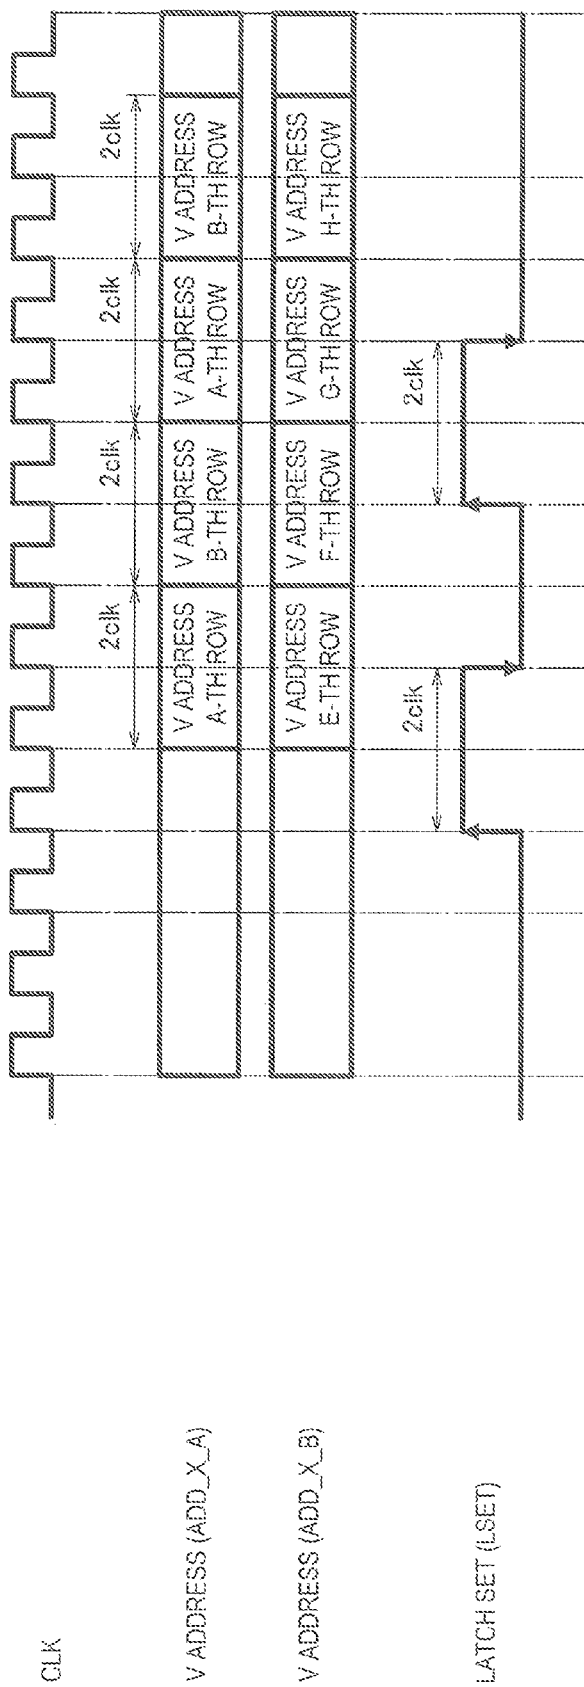 CLK
2clk
2clk
2clk
2clk
V ADDRESS (ADD_X_A)
V ADDRESS
A-TH ROW
V ADDRESS
B-TH ROW
V ADDRESS
A-TH ROW
V ADDRESS
B-TH ROW
V ADDRESS (ADD_X_B)
V ADDRESS
E-TH ROW
V ADDRESS
F-TH ROW
V ADDRESS
G-TH ROW
V ADDRESS
H-TH ROW
2clk
2clk
LATCH SET (LSET)